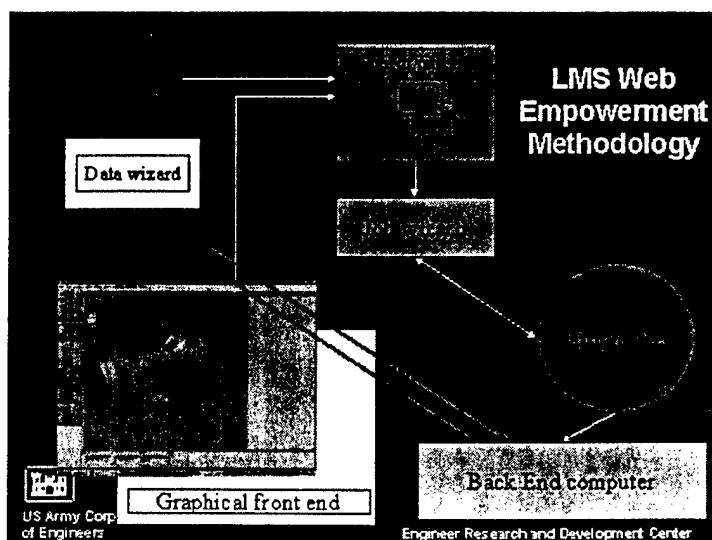 LMS Web
Empowerment
Methodology
Data wizard
Back End computer
Graphical front end
US Army Corps
of Engineers
Engineer Research and Development Center